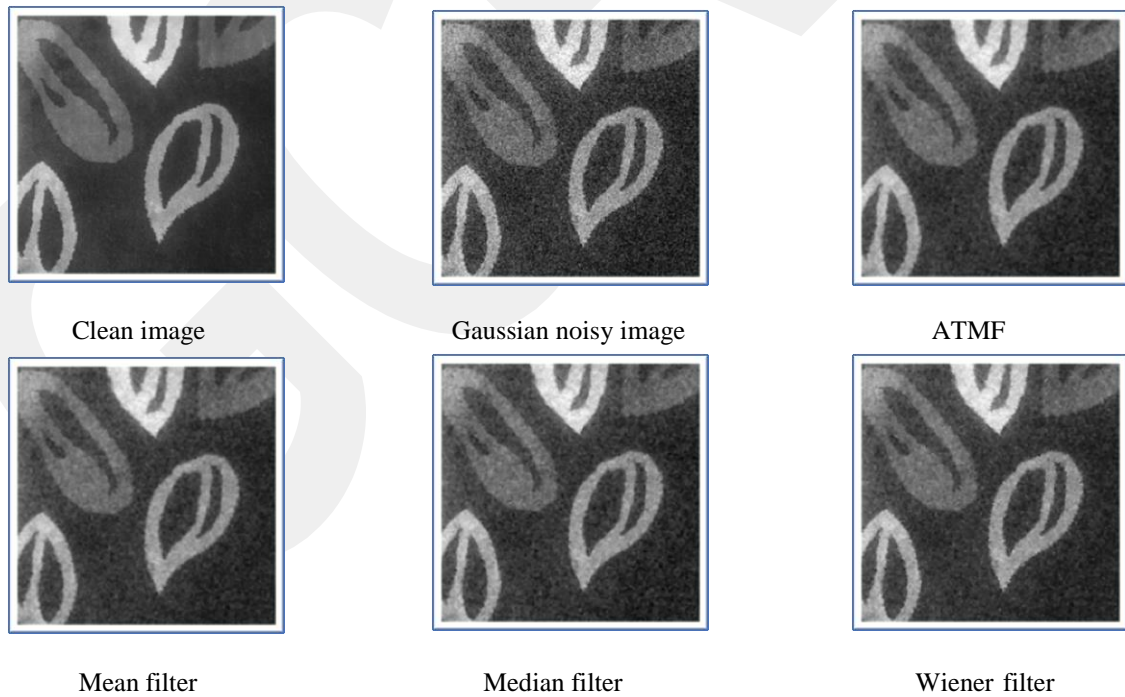 Clean image
Gaussian noisy image
ATMF
Mean filter
Median filter
Wiener filter